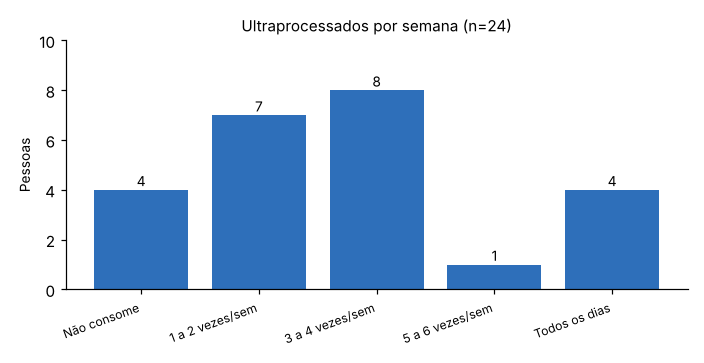 Ultraprocessados por semana (n=24)
Pessoas
10
8
6
4
2
0
4
7
8
1
4
Não consome
1 a 2 vezes/sem
3 a 4 vezes/sem
5 a 6 vezes/sem
Todos os dias